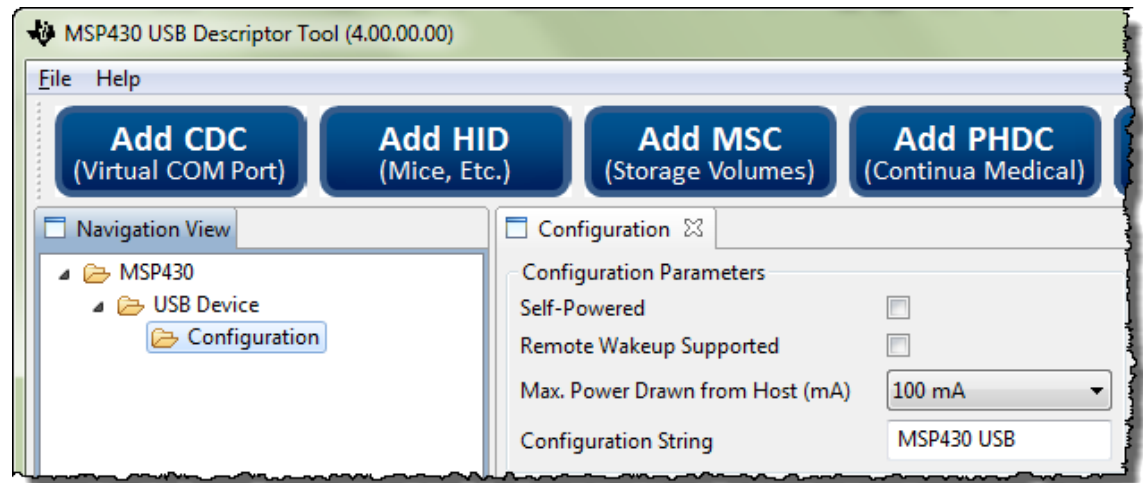 MSP430 USB Descriptor Tool (4.00.00.00)
File Help
Add CDC
(Virtual COM Port)
Add HID
(Mice, Etc.)
Add MSC
(Storage Volumes)
Add PHDC
(Continua Medical)
Navigation View
MSP430
USB Device
Configuration
Configuration
Configuration Parameters
Self-Powered
Remote Wakeup Supported
Max. Power Drawn from Host (mA) 100 mA
Configuration String MSP430 USB